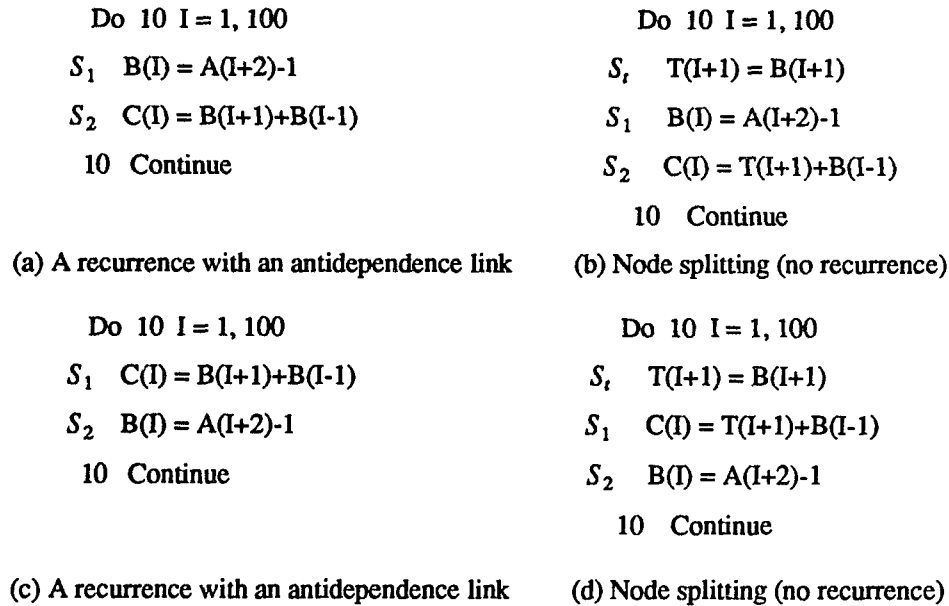 Do 10 I = 1, 100
S1 B(I) = A(I+2)-1
S2 C(I) = B(I+1)+B(I-1)
10 Continue
(a) A recurrence with an antidependence link
Do 10 I = 1, 100
St T(I+1) = B(I+1)
S1 B(I) = A(I+2)-1
S2 C(I) = T(I+1)+B(I-1)
10 Continue
(b) Node splitting (no recurrence)
Do 10 I = 1, 100
S1 C(I) = B(I+1)+B(I-1)
S2 B(I) = A(I+2)-1
10 Continue
(c) A recurrence with an antidependence link
Do 10 I = 1, 100
St T(I+1) = B(I+1)
S1 C(I) = T(I+1)+B(I-1)
S2 B(I) = A(I+2)-1
10 Continue
(d) Node splitting (no recurrence)